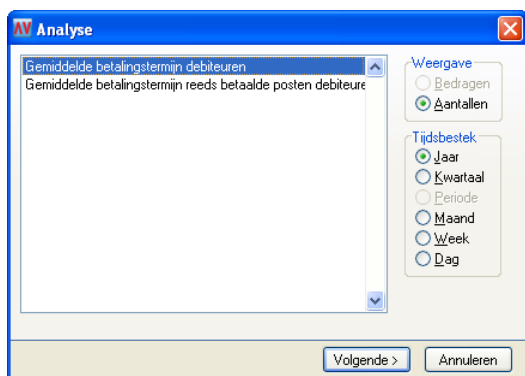 AV Analyse
Gemiddelde betalingstermijn debiteuren
Gemiddelde betalingstermijn reeds betaalde posten debiteure
Weergave
Bedragen
Aantallen
Tijdsbestek
Jaar
Kwartaal
Periode
Maand
Week
Dag
Volgende >
Annuleren